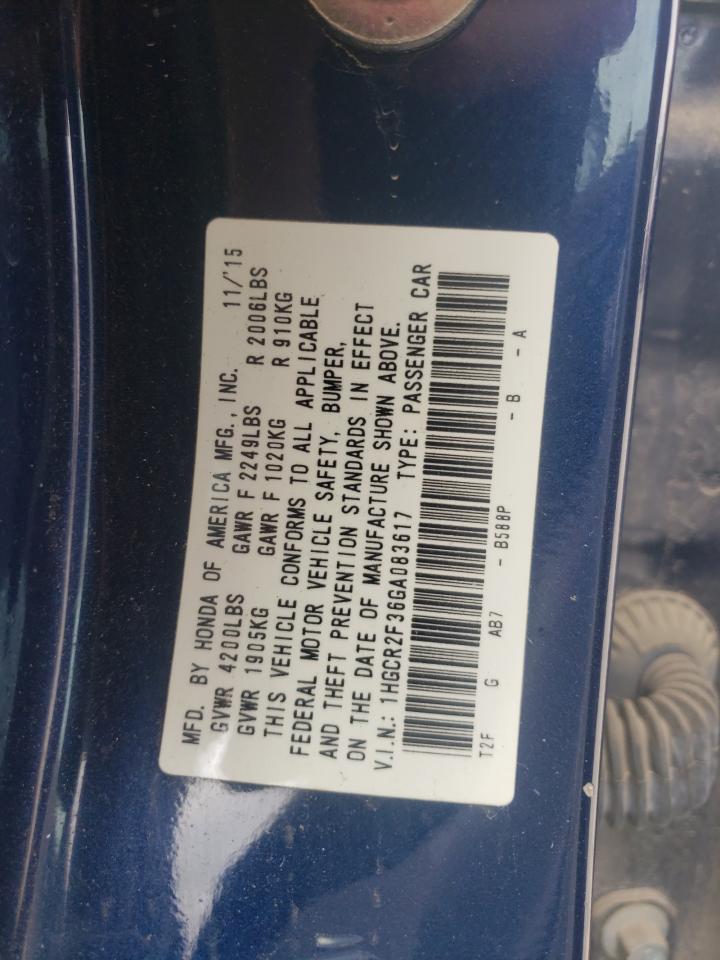 MFD. BY HONDA OF AMERICA MFG., INC. 11/'15
GVWR 4200LBS GAWR F 2249LBS R 2006LBS
GVWR 1905KG GAWR F 1020KG R 910KG
THIS VEHICLE CONFORMS TO ALL APPLICABLE
FEDERAL MOTOR VEHICLE SAFETY, BUMPER,
AND THEFT PREVENTION STANDARDS IN EFFECT
ON THE DATE OF MANUFACTURE SHOWN ABOVE.
V.I.N.: 1HGCR2F36GA083617 TYPE: PASSENGER CAR
T2F G AB7 - B588P - B - A